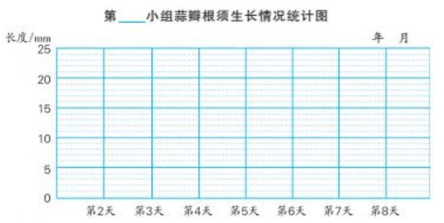 第____小组蒜瓣根须生长情况统计图
长度/mm 年 月
25
20
15
10
5
0
第2天 第3天 第4天 第5天 第6天 第7天 第8天